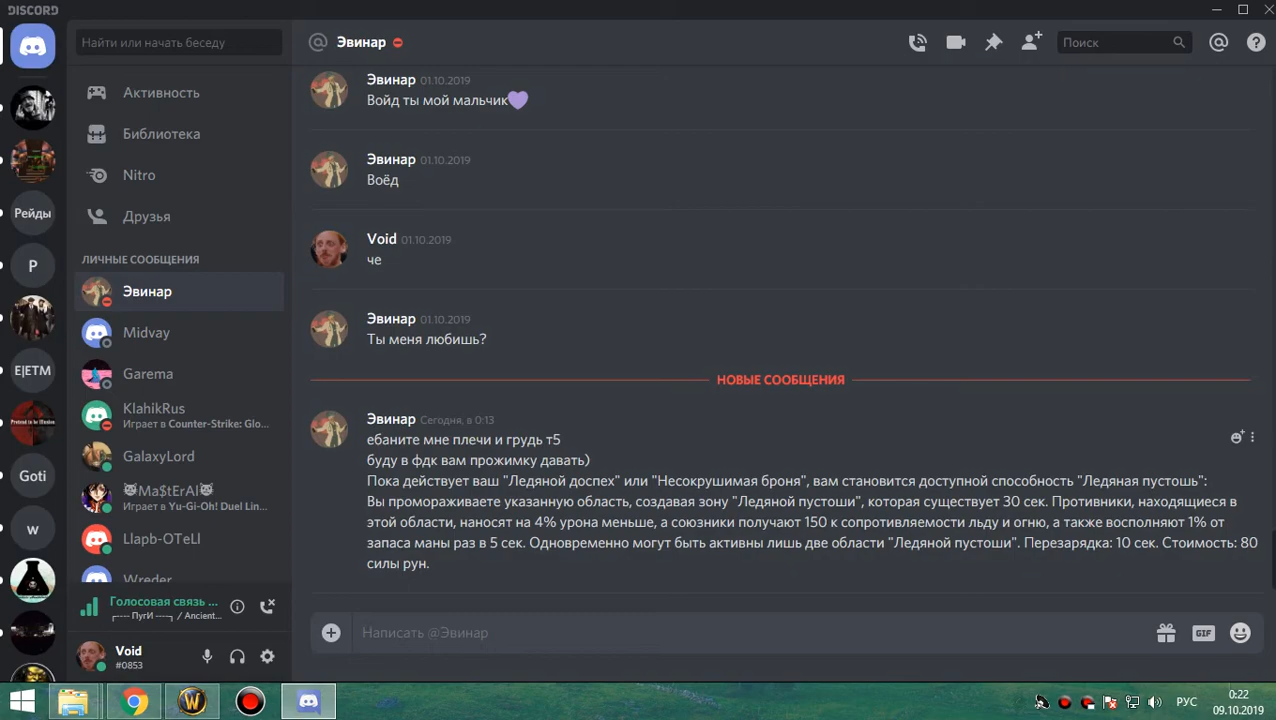 DISCORD
Найти или начать беседу
Активность
Библиотека
Nitro
Друзья
ЛИЧНЫЕ СООБЩЕНИЯ
Эвинар
Midvay
Garema
KlahikRus
Играет в Counter-Strike: Glo...
GalaxyLord
Ma$tErAl
Играет в Yu-Gi-Oh! Duel Lin...
Llapb-OTeLl
Wreder
Рейды
P
E|ETM
Goti
w
Голосовая связь ...
ПугИ / Ancient...
Void
#0853
Эвинар
Поиск
Эвинар 01.10.2019
Войд ты мой мальчик
Эвинар 01.10.2019
Воёд
Void 01.10.2019
че
Эвинар 01.10.2019
Ты меня любишь?
НОВЫЕ СООБЩЕНИЯ
Эвинар Сегодня, в 0:13
ебаните мне плечи и грудь т5
буду в фдк вам прожимку давать)
Пока действует ваш "Ледяной доспех" или "Несокрушимая броня", вам становится доступной способность "Ледяная пустошь":
Вы промораживаете указанную область, создавая зону "Ледяной пустоши", которая существует 30 сек. Противники, находящиеся в
этой области, наносят на 4% урона меньше, а союзники получают 150 к сопротивляемости льду и огню, а также восполняют 1% от
запаса маны раз в 5 сек. Одновременно могут быть активны лишь две области "Ледяной пустоши". Перезарядка: 10 сек. Стоимость: 80
силы рун.
Написать @Эвинар
GIF
РУС
0:22
09.10.2019